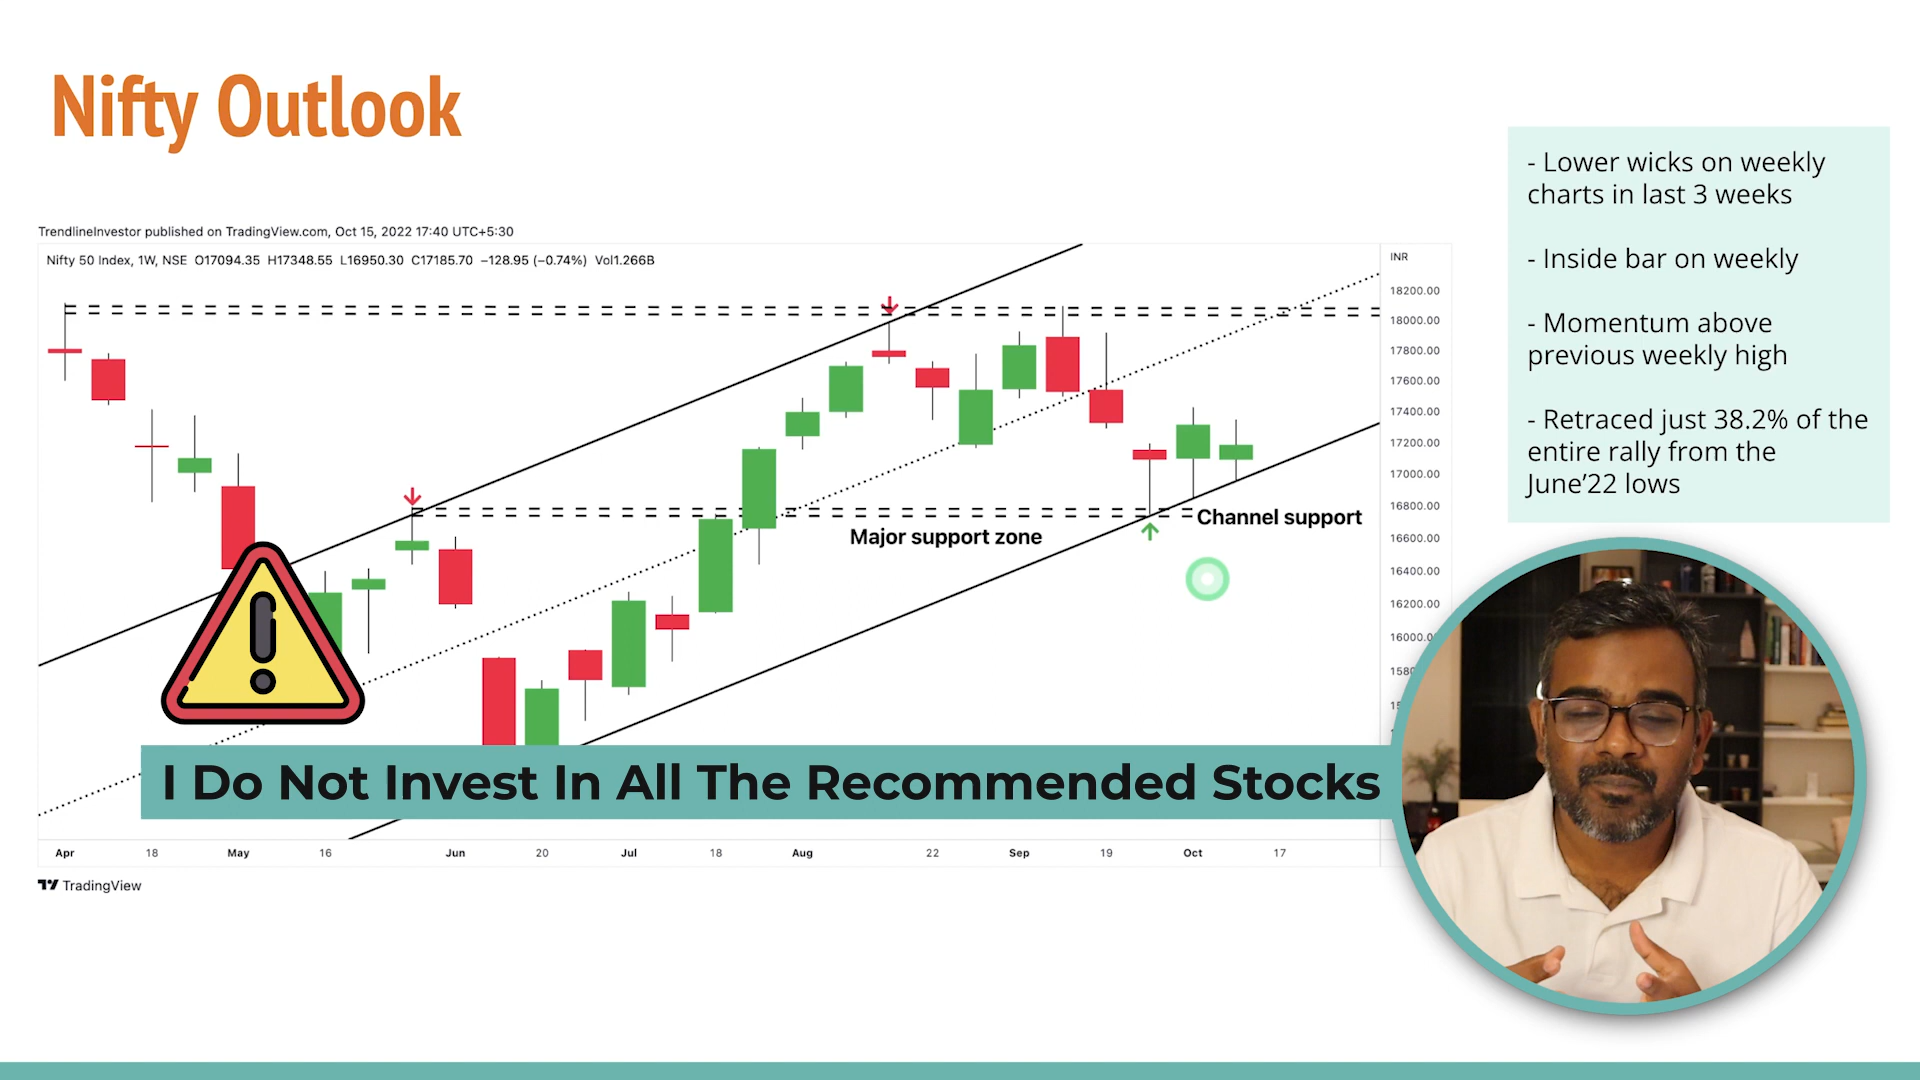 Nifty Outlook
- Lower wicks on weekly
charts in last 3 weeks
- Inside bar on weekly
- Momentum above
previous weekly high
- Retraced just 38.2% of the
entire rally from the
June’22 lows
TrendlineInvestor published on TradingView.com, Oct 15, 2022 17:40 UTC+5:30
Nifty 50 Index, 1W, NSE O17094.35 H17348.55 L16950.30 C17185.70 −128.95 (−0.74%) Vol1.266B
INR
18200.00
18000.00
17800.00
17600.00
17400.00
17200.00
17000.00
16800.00
16600.00
16400.00
16200.00
16000.0
Channel support
Major support zone
I Do Not Invest In All The Recommended Stocks
Apr 18 May 16 Jun 20 Jul 18 Aug 22 Sep 19 Oct 17
TradingView